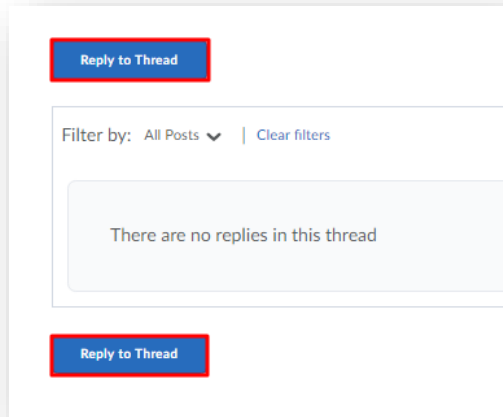 Reply to Thread
Filter by: All Posts | Clear filters
There are no replies in this thread
Reply to Thread